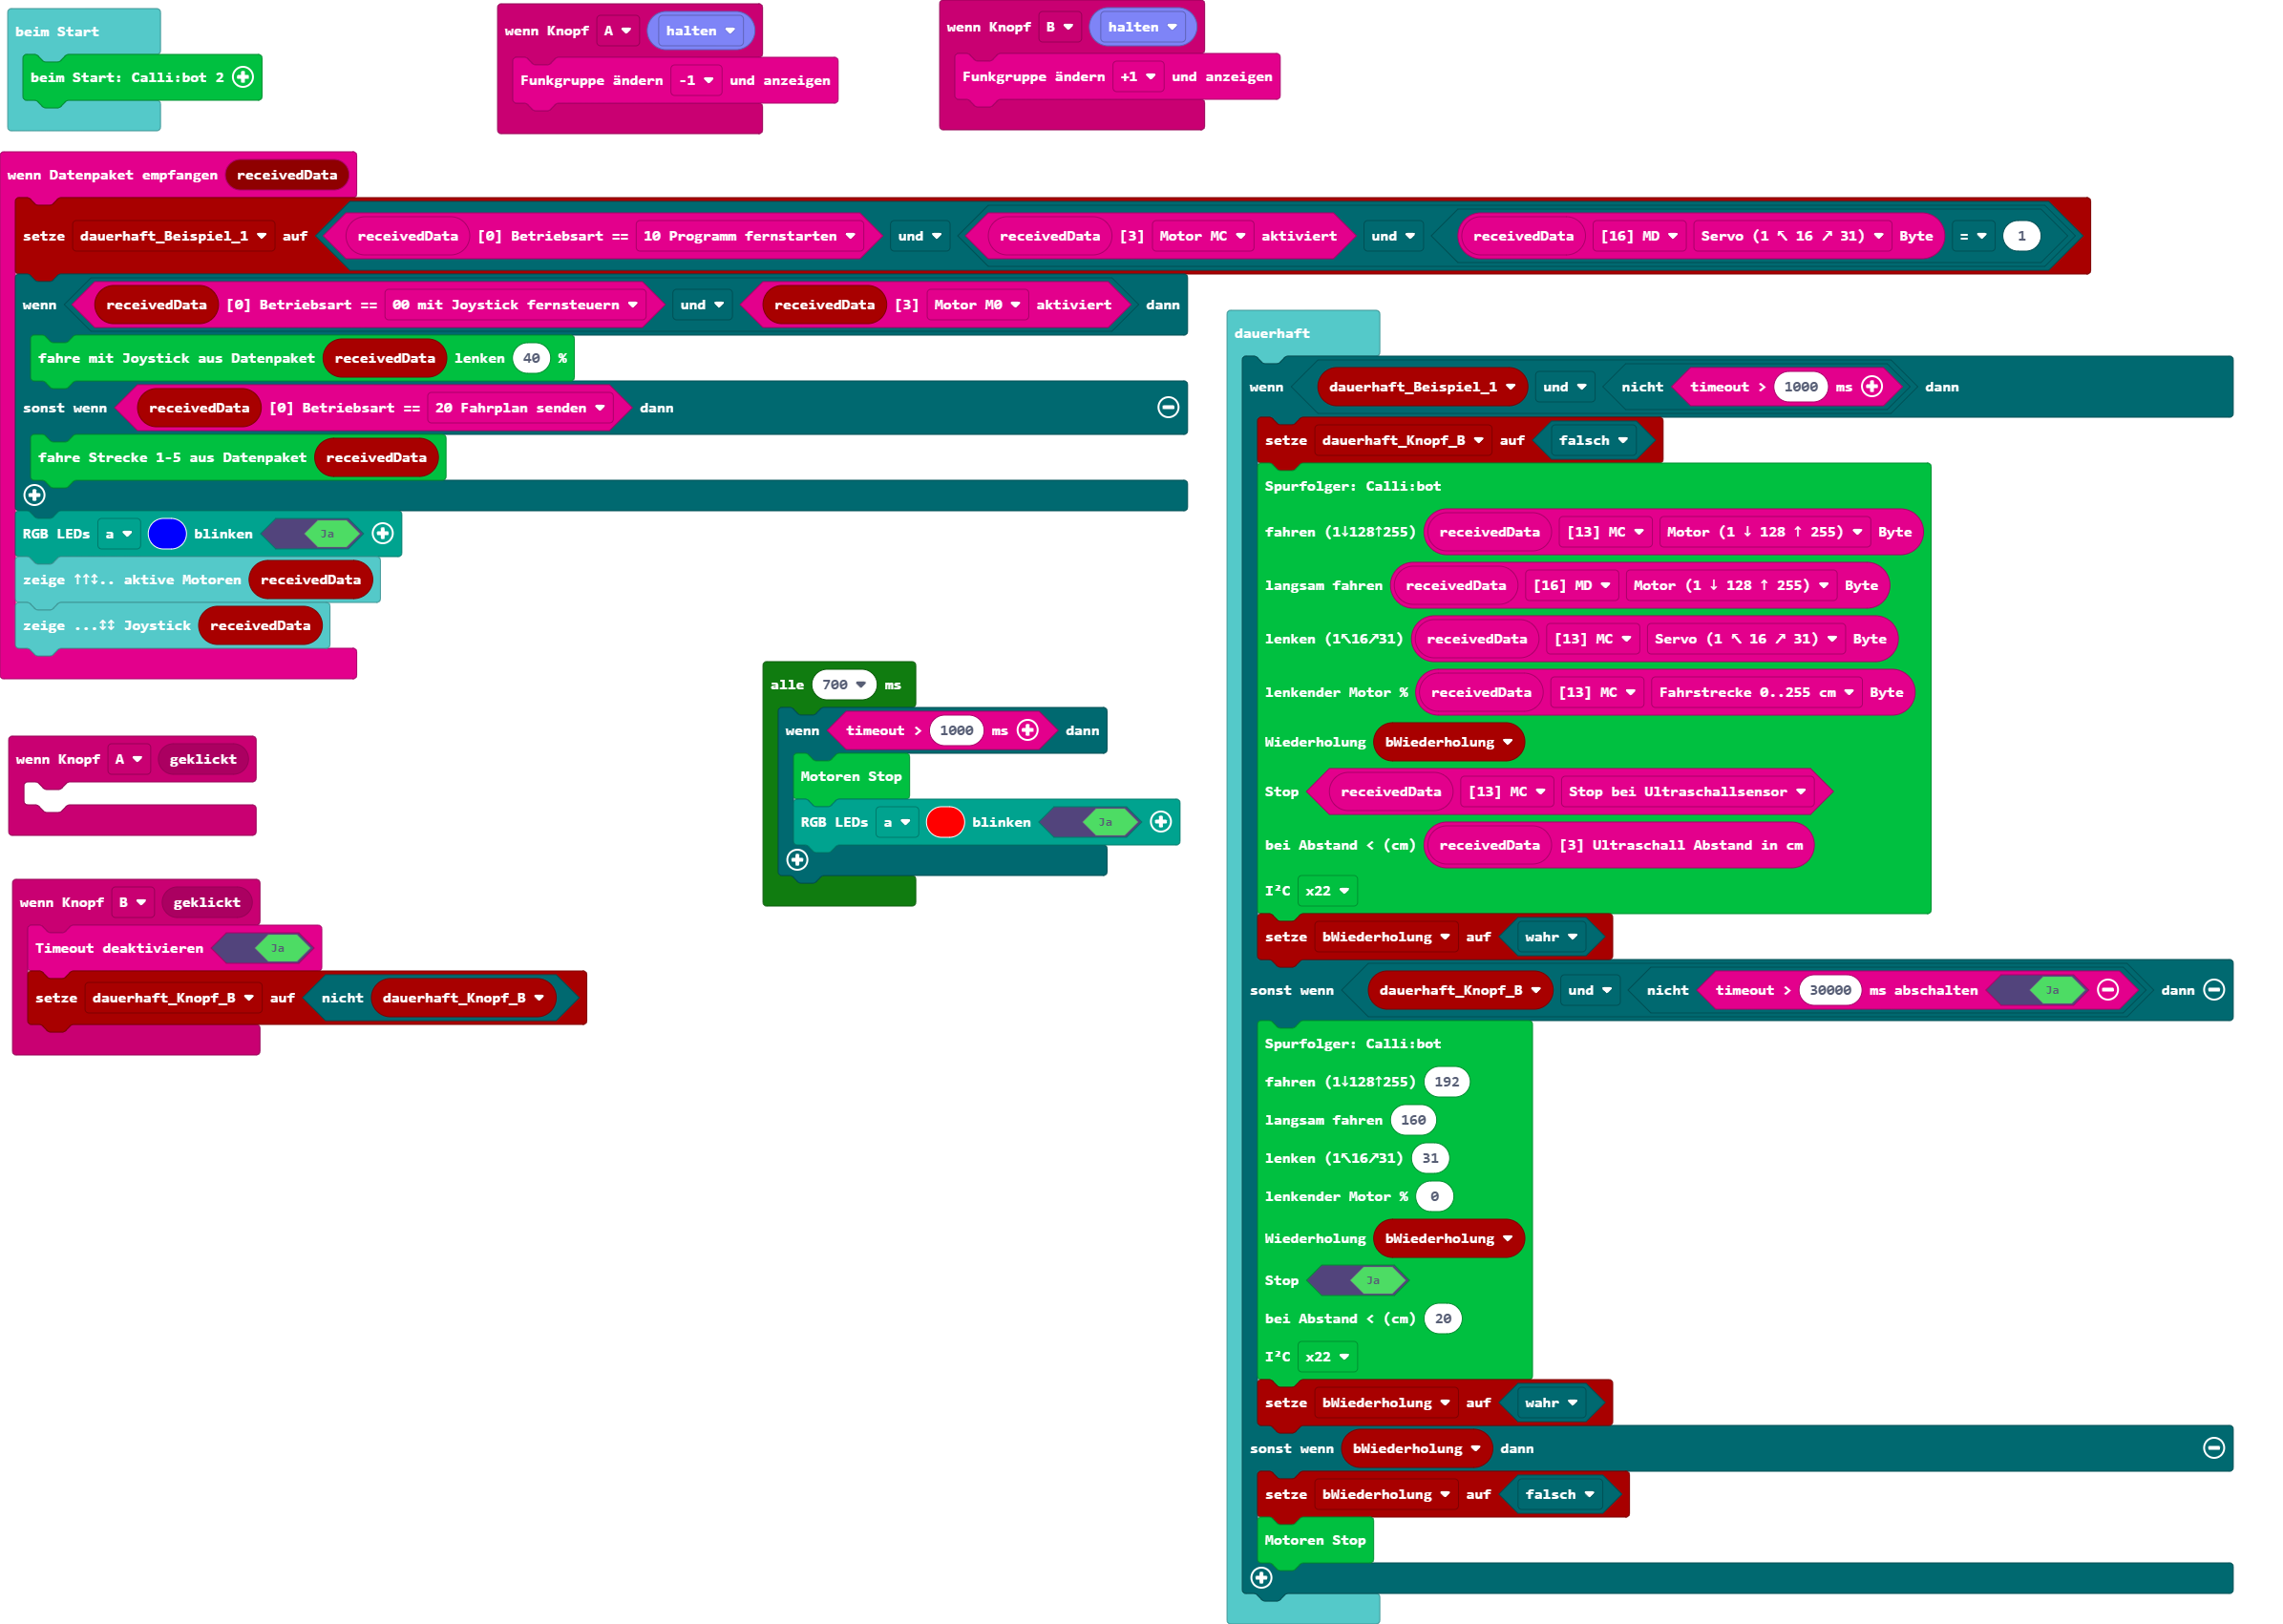 beim Start
beim Start: Calli:bot 2
wenn Knopf A halten
Funkgruppe ändern -1 und anzeigen
wenn Knopf B halten
Funkgruppe ändern +1 und anzeigen
wenn Datenpaket empfangen receivedData
setze dauerhaft_Beispiel_1 auf receivedData [0] Betriebsart == 10 Programm fernstarten und receivedData [3] Motor MC aktiviert und receivedData [16] MD Servo (1 ↖ 16 ↗ 31) Byte = 1
wenn receivedData [0] Betriebsart == 00 mit Joystick fernsteuern und receivedData [3] Motor M0 aktiviert dann
fahre mit Joystick aus Datenpaket receivedData lenken 40 %
sonst wenn receivedData [0] Betriebsart == 20 Fahrplan senden dann
fahre Strecke 1-5 aus Datenpaket receivedData
RGB LEDs a blinken Ja
zeige ↑↑↕.. aktive Motoren receivedData
zeige ...↕↕ Joystick receivedData
wenn Knopf A geklickt
wenn Knopf B geklickt
Timeout deaktivieren Ja
setze dauerhaft_Knopf_B auf nicht dauerhaft_Knopf_B
alle 700 ms
wenn timeout > 1000 ms dann
Motoren Stop
RGB LEDs a blinken Ja
dauerhaft
wenn dauerhaft_Beispiel_1 und nicht timeout > 1000 ms dann
setze dauerhaft_Knopf_B auf falsch
Spurfolger: Calli:bot
fahren (1↓128↑255) receivedData [13] MC Motor (1 ↓ 128 ↑ 255) Byte
langsam fahren receivedData [16] MD Motor (1 ↓ 128 ↑ 255) Byte
lenken (1↖16↗31) receivedData [13] MC Servo (1 ↖ 16 ↗ 31) Byte
lenkender Motor % receivedData [13] MC Fahrstrecke 0..255 cm Byte
Wiederholung bWiederholung
Stop receivedData [13] MC Stop bei Ultraschallsensor
bei Abstand < (cm) receivedData [3] Ultraschall Abstand in cm
I²C x22
setze bWiederholung auf wahr
sonst wenn dauerhaft_Knopf_B und nicht timeout > 30000 ms abschalten Ja dann
Spurfolger: Calli:bot
fahren (1↓128↑255) 192
langsam fahren 160
lenken (1↖16↗31) 31
lenkender Motor % 0
Wiederholung bWiederholung
Stop Ja
bei Abstand < (cm) 20
I²C x22
setze bWiederholung auf wahr
sonst wenn bWiederholung dann
setze bWiederholung auf falsch
Motoren Stop